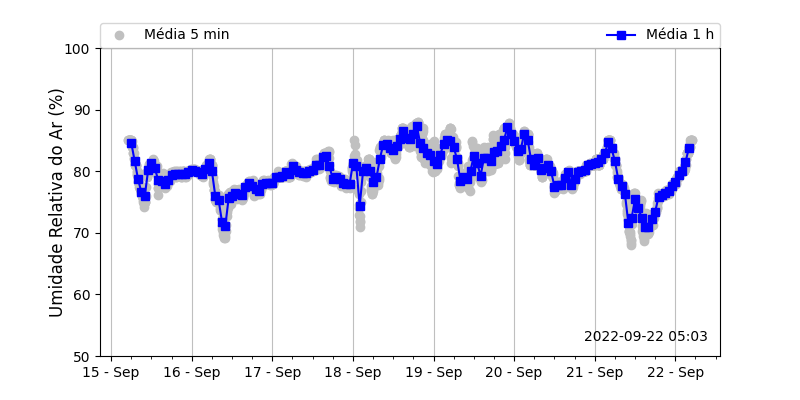 Média 5 min
Média 1 h
Umidade Relativa do Ar (%)
100
90
80
70
60
50
2022-09-22 05:03
15 - Sep
16 - Sep
17 - Sep
18 - Sep
19 - Sep
20 - Sep
21 - Sep
22 - Sep